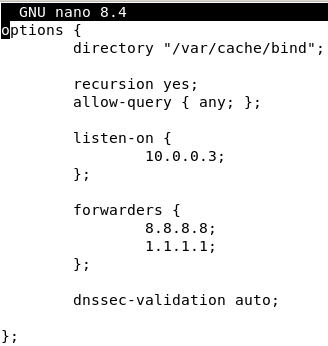 GNU nano 8.4
options {
directory "/var/cache/bind";
recursion yes;
allow-query { any; };
listen-on {
10.0.0.3;
};
forwarders {
8.8.8.8;
1.1.1.1;
};
dnssec-validation auto;
};